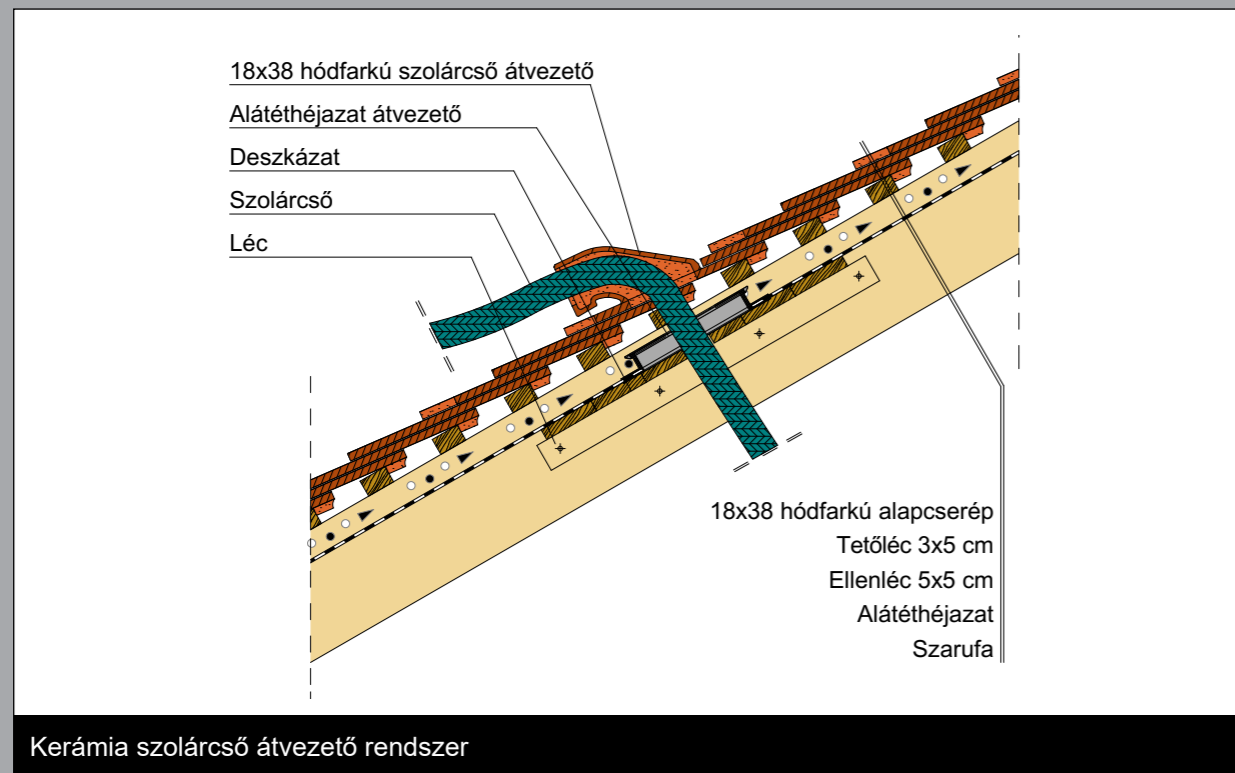 18x38 hódfarkú szolárcső átvezető
Alátéthéjazat átvezető
Deszkázat
Szolárcső
Léc
18x38 hódfarkú alapcserép
Tetőléc 3x5 cm
Ellenléc 5x5 cm
Alátéthéjazat
Szarufa
Kerámia szolárcső átvezető rendszer